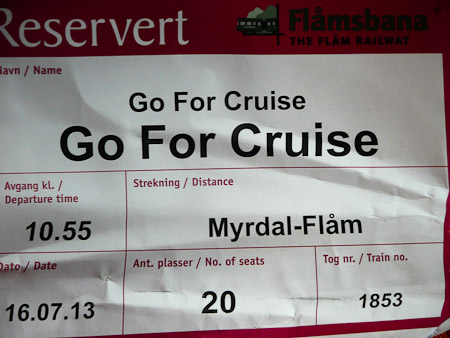 Reservert
Flåmsbana
THE FLÅM RAILWAY
Navn / Name
Go For Cruise
Go For Cruise
Avgang kl. /
Departure time
Strekning / Distance
10.55
Myrdal-Flåm
Dato / Date
Ant. plasser / No. of seats
Tog nr. / Train no.
16.07.13
20
1853